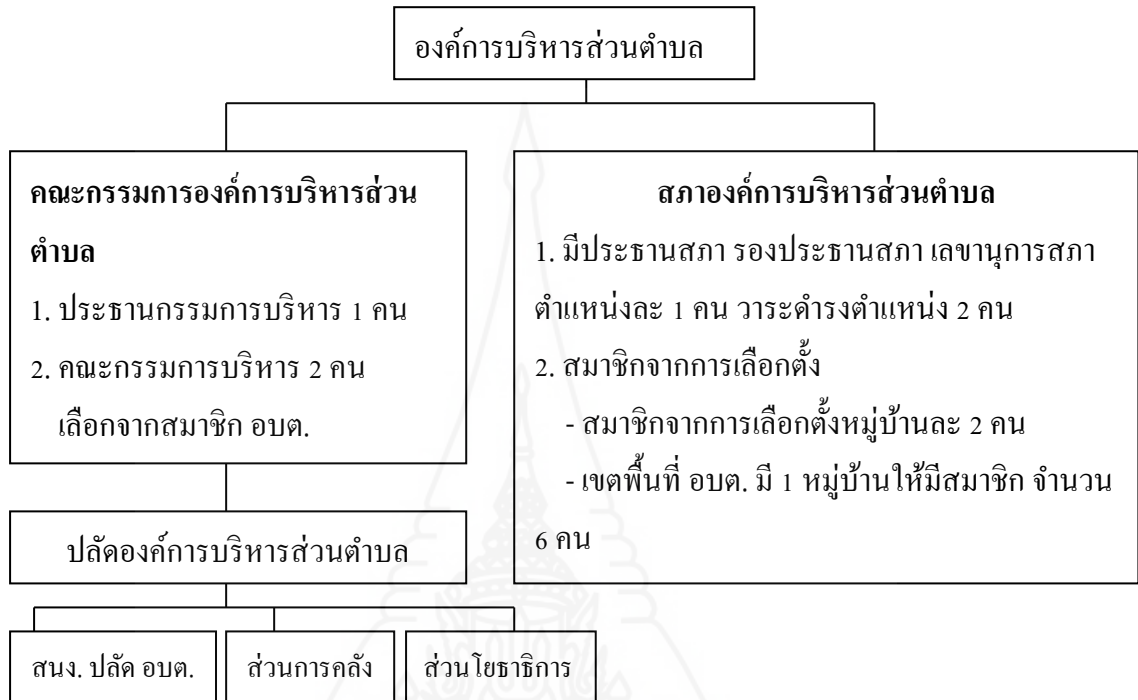 องค์การบริหารส่วนตำบล
คณะกรรมการองค์การบริหารส่วน
ตำบล
1. ประธานกรรมการบริหาร 1 คน
2. คณะกรรมการบริหาร 2 คน
เลือกจากสมาชิก อบต.
สภาองค์การบริหารส่วนตำบล
1. มีประธานสภา รองประธานสภา เลขานุการสภา
ตำแหน่งละ 1 คน วาระดำรงตำแหน่ง 2 คน
2. สมาชิกจากการเลือกตั้ง
- สมาชิกจากการเลือกตั้งหมู่บ้านละ 2 คน
- เขตพื้นที่ อบต. มี 1 หมู่บ้านให้มีสมาชิก จำนวน
6 คน
ปลัดองค์การบริหารส่วนตำบล
สนง. ปลัด อบต.
ส่วนการคลัง
ส่วนโยธาธิการ